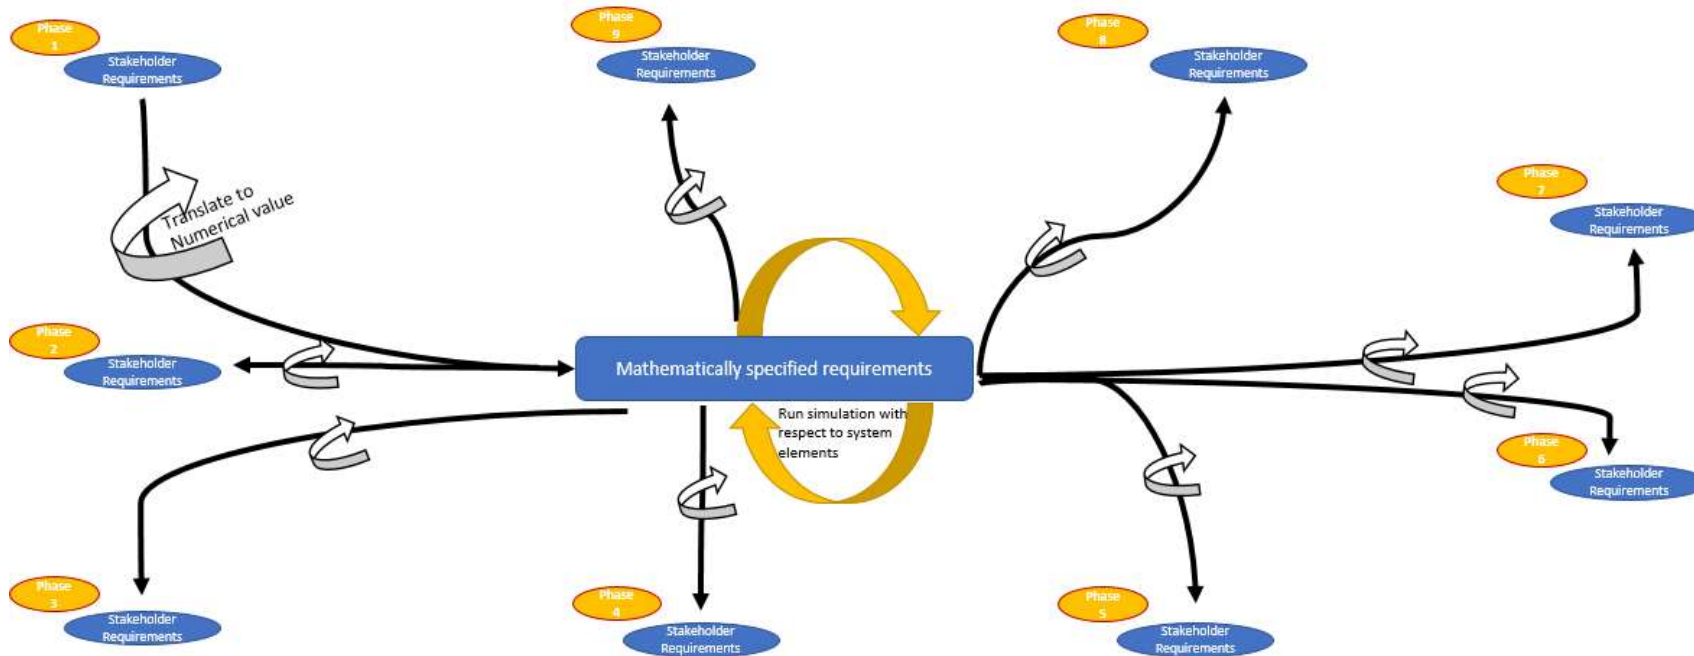 Phase
1
Stakeholder
Requirements
Phase
9
Stakeholder
Requirements
Phase
8
Stakeholder
Requirements
Phase
7
Stakeholder
Requirements
Translate to
Numerical value
Phase
2
Stakeholder
Requirements
Mathematically specified requirements
Run simulation with
respect to system
elements
Phase
6
Stakeholder
Requirements
Phase
3
Stakeholder
Requirements
Phase
4
Stakeholder
Requirements
Phase
5
Stakeholder
Requirements